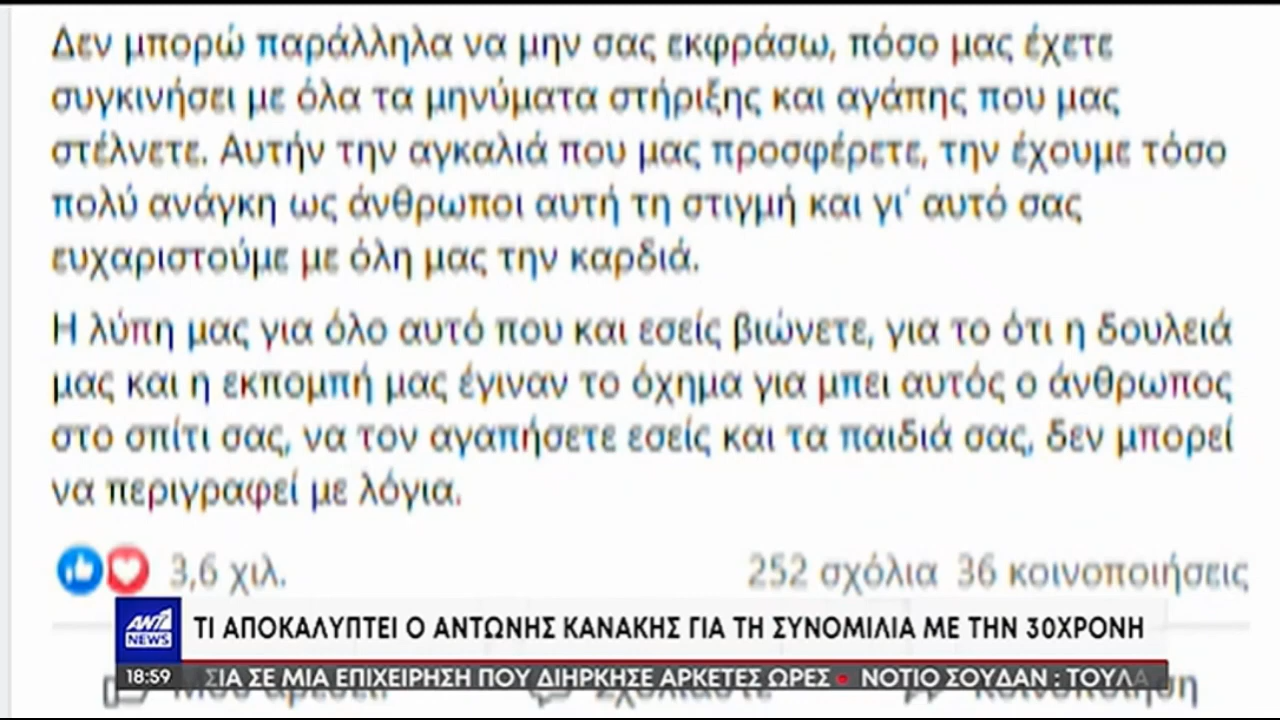 Δεν μπορώ παράλληλα να μην σας εκφράσω, πόσο μας έχετε
συγκινήσει με όλα τα μηνύματα στήριξης και αγάπης που μας
στέλνετε. Αυτήν την αγκαλιά που μας προσφέρετε, την έχουμε τόσο
πολύ ανάγκη ως άνθρωποι αυτή τη στιγμή και γι' αυτό σας
ευχαριστούμε με όλη μας την καρδιά.
Η λύπη μας για όλο αυτό που και εσείς βιώνετε, για το ότι η δουλειά
μας και η εκπομπή μας έγιναν το όχημα για μπει αυτός ο άνθρωπος
στο σπίτι σας, να τον αγαπήσετε εσείς και τα παιδιά σας, δεν μπορεί
να περιγραφεί με λόγια.
3,6 χιλ. 252 σχόλια 36 κοινοποιήσεις
ANT1 NEWS
ΤΙ ΑΠΟΚΑΛΥΠΤΕΙ Ο ΑΝΤΩΝΗΣ ΚΑΝΑΚΗΣ ΓΙΑ ΤΗ ΣΥΝΟΜΙΛΙΑ ΜΕ ΤΗΝ 30ΧΡΟΝΗ
18:59 ΣΙΑ ΣΕ ΜΙΑ ΕΠΙΧΕΙΡΗΣΗ ΠΟΥ ΔΙΗΡΚΗΣΕ ΑΡΚΕΤΕΣ ΩΡΕΣ • ΝΟΤΙΟ ΣΟΥΔΑΝ : ΤΟΥΛΑ